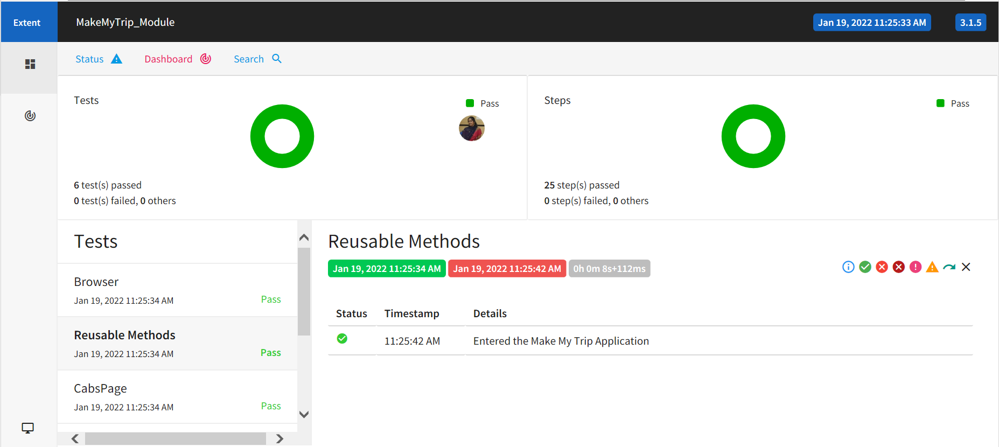 Extent
MakeMyTrip_Module
Jan 19, 2022 11:25:33 AM
3.1.5
Status
Dashboard
Search
Tests
Pass
6 test(s) passed
0 test(s) failed, 0 others
Steps
Pass
25 step(s) passed
0 step(s) failed, 0 others
Tests
Browser
Jan 19, 2022 11:25:34 AM
Pass
Reusable Methods
Jan 19, 2022 11:25:34 AM
Pass
CabsPage
Jan 19, 2022 11:25:34 AM
Pass
Reusable Methods
Jan 19, 2022 11:25:34 AM Jan 19, 2022 11:25:42 AM 0h 0m 8s+112ms
Status Timestamp Details
11:25:42 AM Entered the Make My Trip Application